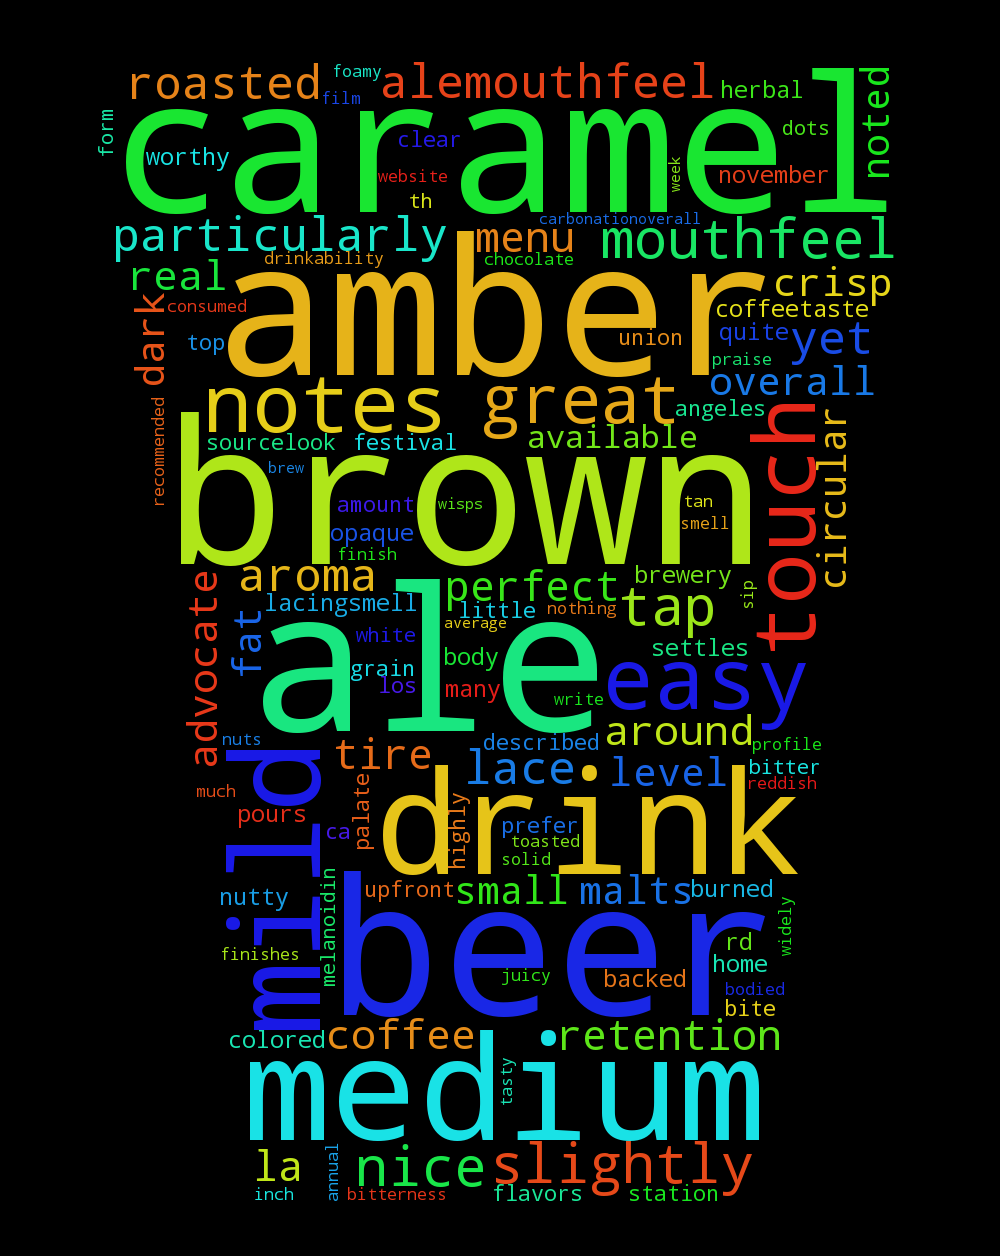 foamy
roasted
alemouthfeel
herbal
noted
film
form
caramel
clear
dots
worthy
website
week
november
th
carbonationoverall
particularly
menu
mouthfeel
drinkability
chocolate
real
amber
crisp
consumed
dark
coffeetaste
top
union
quite
yet
praise
notes
great
overall
angeles
recommended
touch
circular
sourcelook
festival
available
brown
brew
amount
wisps
tan
opaque
smell
finish
aroma
perfect
brewery
advocate
fat
lacingsmell
little
nothing
tap
sip
ale
average
white
settles
grain
body
los
many
easy
write
nuts
tire
described
around
profile
mild
lace
level
bitter
reddish
much
palate
drink
pours
ca
highly
prefer
toasted
solid
nutty
melanoidin
upfront
small
malts
burned
beer
widely
finishes
rd
home
juicy
backed
bodied
bite
colored
coffee
retention
medium
tasty
la
annual
nice
slightly
inch
bitterness
flavors
station